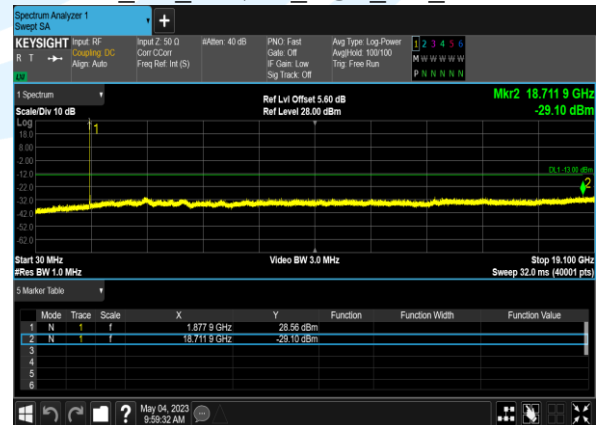 Spectrum Analyzer 1
Swept SA
+
KEYSIGHT
R T
LV
Input: RF
Coupling: DC
Align: Auto
Input Z: 50 Ω
Corr CCorr
Freq Ref: Int (S)
#Atten: 40 dB
PNO: Fast
Gate: Off
IF Gain: Low
Sig Track: Off
Avg Type: Log-Power
Avg|Hold: 100/100
Trig: Free Run
1 2 3 4 5 6
M W W W W W
P N N N N N
1 Spectrum
Scale/Div 10 dB
Ref Lvl Offset 5.60 dB
Ref Level 28.00 dBm
Mkr2 18.711 9 GHz
-29.10 dBm
Log
18.0
8.00
-2.00
-12.0
-22.0
-32.0
-42.0
-52.0
-62.0
1
DL1 -13.00 dBm
2
Start 30 MHz
#Res BW 1.0 MHz
Video BW 3.0 MHz
Stop 19.100 GHz
Sweep 32.0 ms (40001 pts)
5 Marker Table
Mode Trace Scale X Y Function Function Width Function Value
1 N 1 f 1.877 9 GHz 28.56 dBm
2 N 1 f 18.711 9 GHz -29.10 dBm
3
4
5
6
?
May 04, 2023
9:59:32 AM